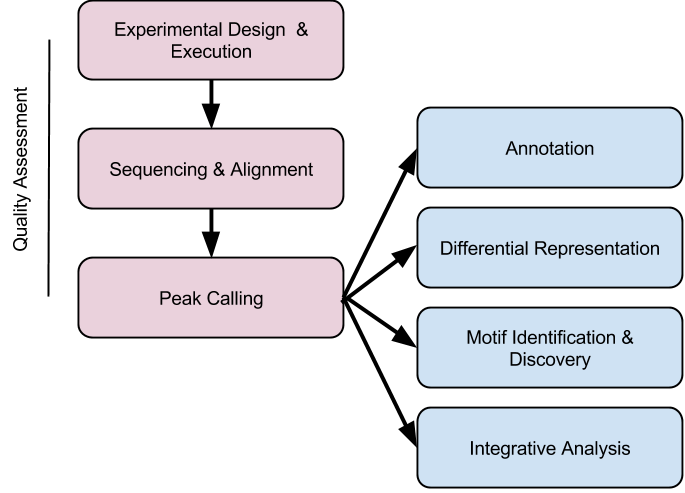 Experimental Design &
Execution
Quality Assessment
Sequencing & Alignment
Peak Calling
Annotation
Differential Representation
Motif Identification &
Discovery
Integrative Analysis